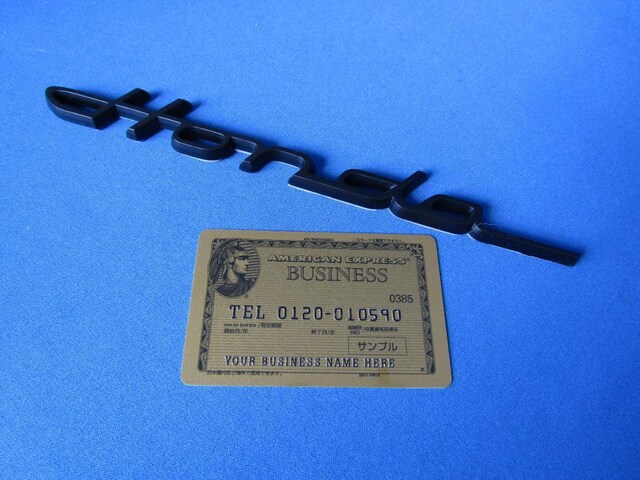 Honda
AMERICAN EXPRESS®
BUSINESS
0385
TEL 0120-010590
サンプル
YOUR BUSINESS NAME HERE